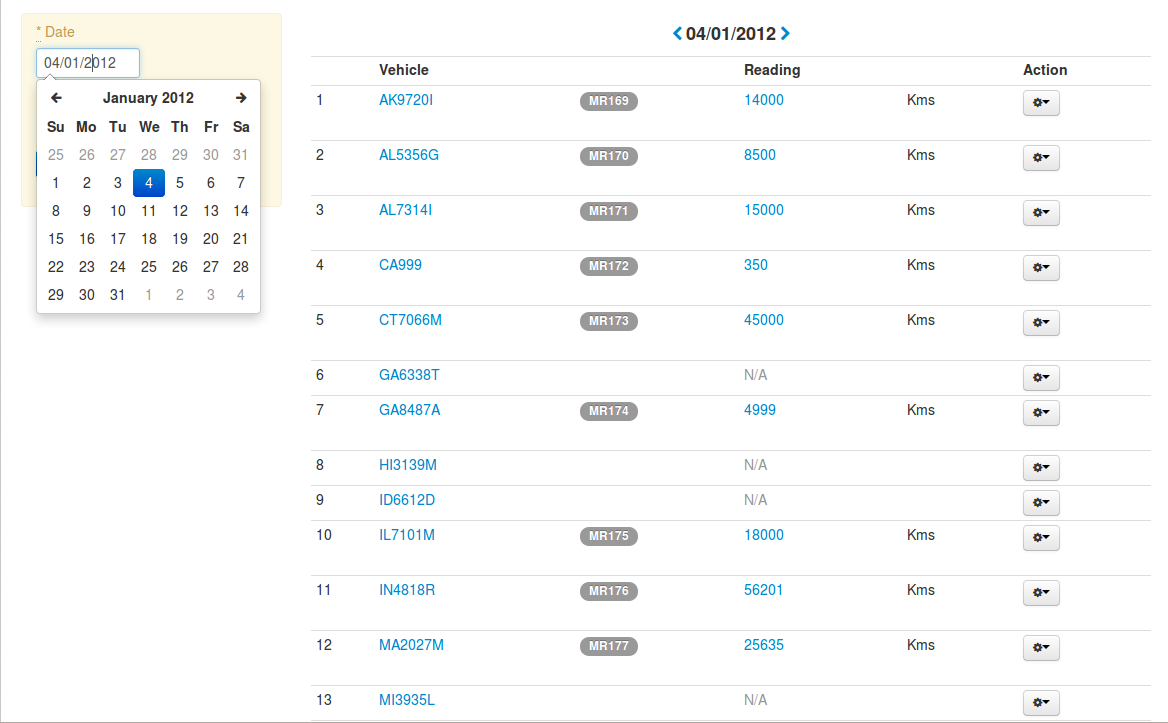 * Date
04/01/2012
January 2012
Su Mo Tu We Th Fr Sa
25 26 27 28 29 30 31
1 2 3 4 5 6 7
8 9 10 11 12 13 14
15 16 17 18 19 20 21
22 23 24 25 26 27 28
29 30 31 1 2 3 4
04/01/2012
Vehicle Reading Action
1 AK9720I MR169 14000 Kms
2 AL5356G MR170 8500 Kms
3 AL7314I MR171 15000 Kms
4 CA999 MR172 350 Kms
5 CT7066M MR173 45000 Kms
6 GA6338T N/A
7 GA8487A MR174 4999 Kms
8 HI3139M N/A
9 ID6612D N/A
10 IL7101M MR175 18000 Kms
11 IN4818R MR176 56201 Kms
12 MA2027M MR177 25635 Kms
13 MI3935L N/A